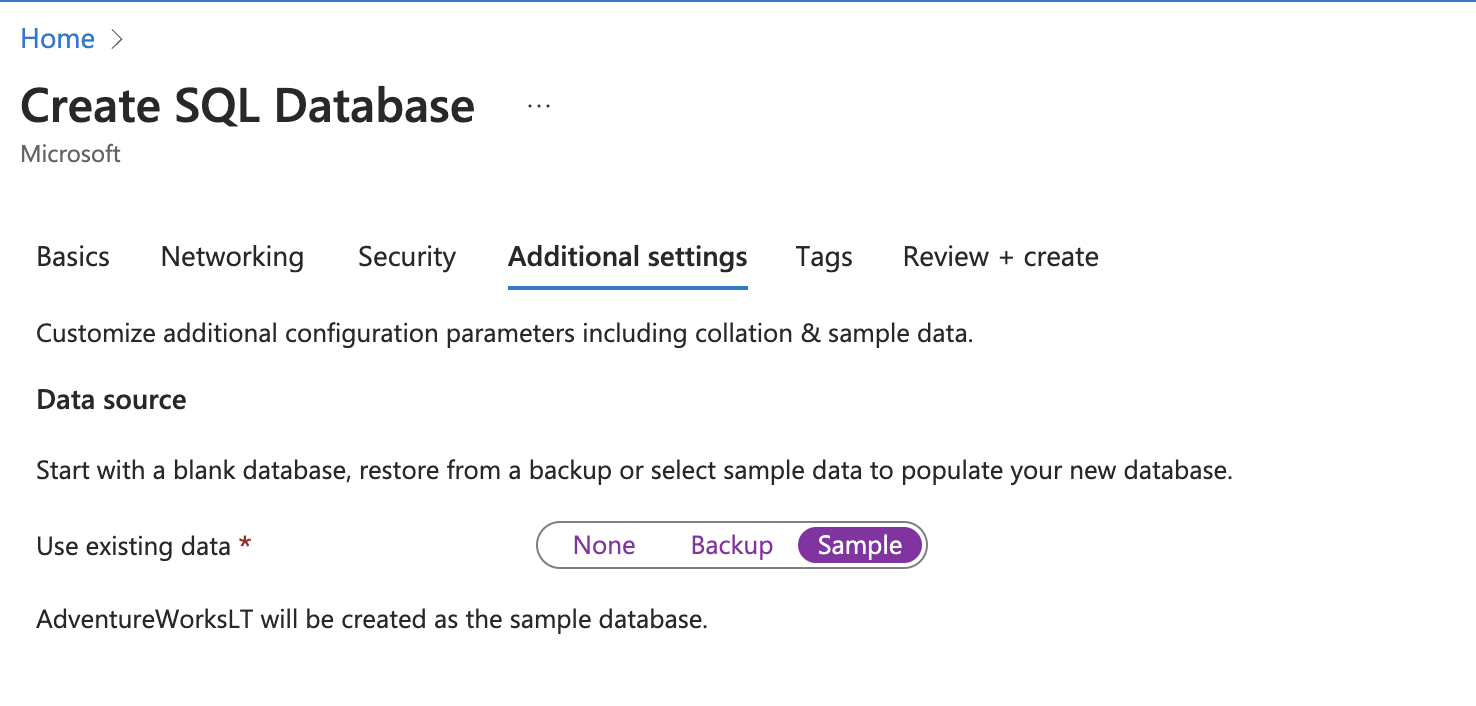 Home
Create SQL Database ...
Microsoft
Basics Networking Security Additional settings Tags Review + create
Customize additional configuration parameters including collation & sample data.
Data source
Start with a blank database, restore from a backup or select sample data to populate your new database.
Use existing data * None Backup Sample
AdventureWorksLT will be created as the sample database.